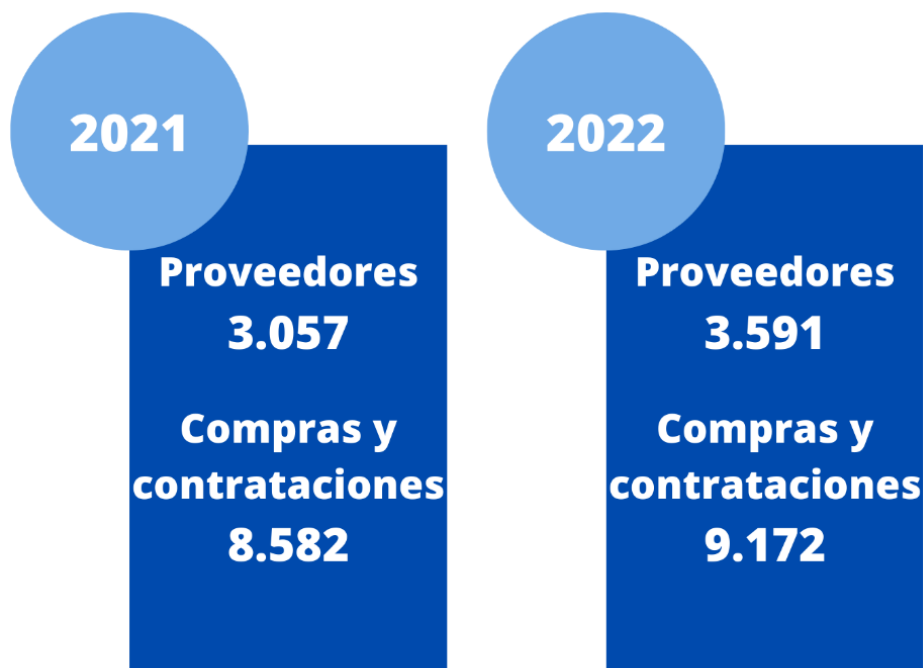 2021
Proveedores
3.057
Compras y
contrataciones
8.582
2022
Proveedores
3.591
Compras y
contrataciones
9.172